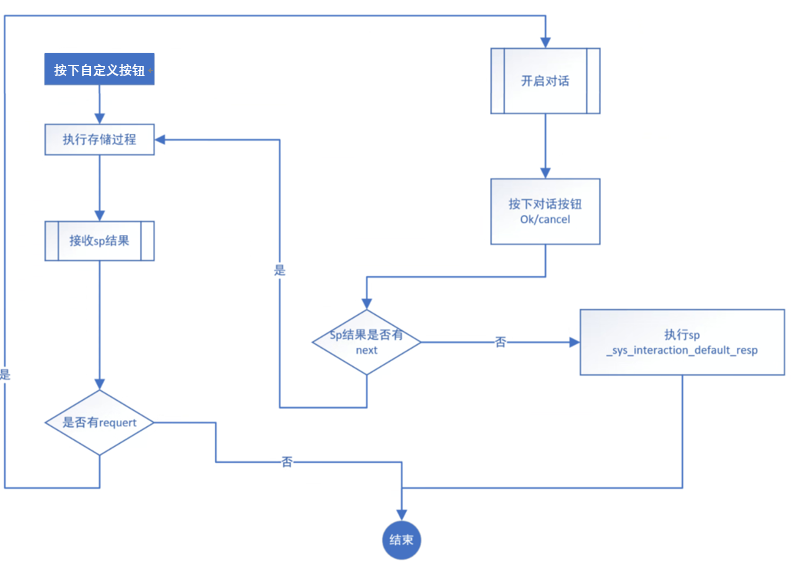 按下自定义按钮
执行存储过程
接收sp结果
是否有requert
是
否
开启对话
按下对话按钮
Ok/cancel
Sp结果是否有
next
是
否
执行sp
_sys_interaction_default_resp
结束